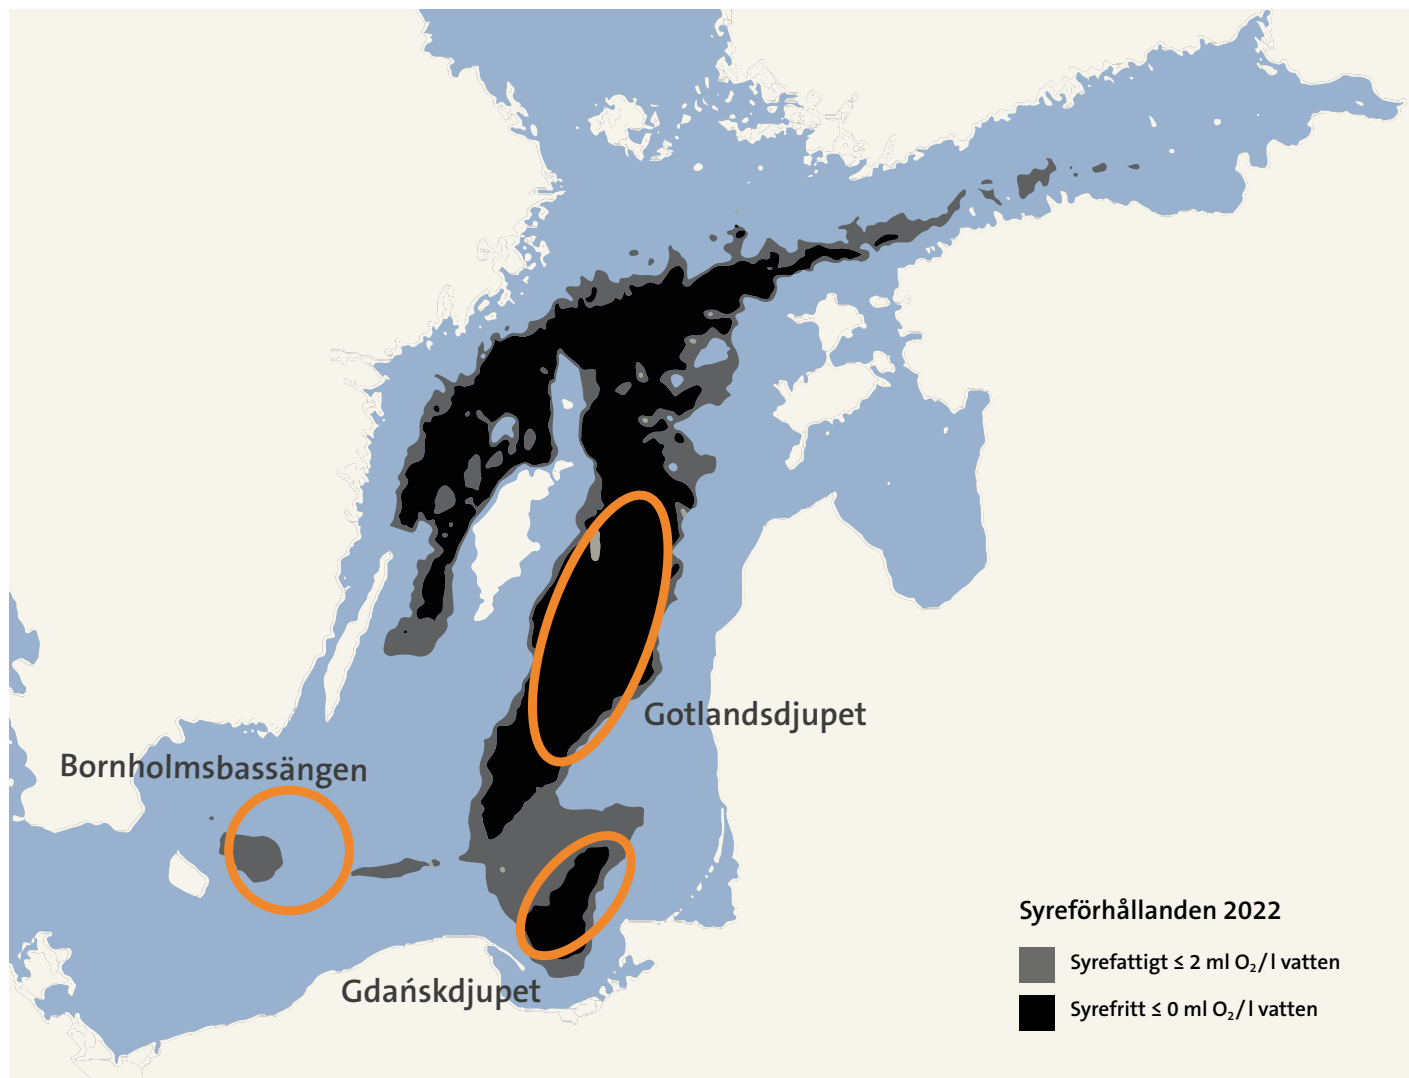 Gotlandsdjupet
Bornholmsbassängen
Gdańskdjupet
Syreförhållanden 2022
Syrefattigt ≤ 2 ml O₂/l vatten
Syrefritt ≤ 0 ml O₂/l vatten